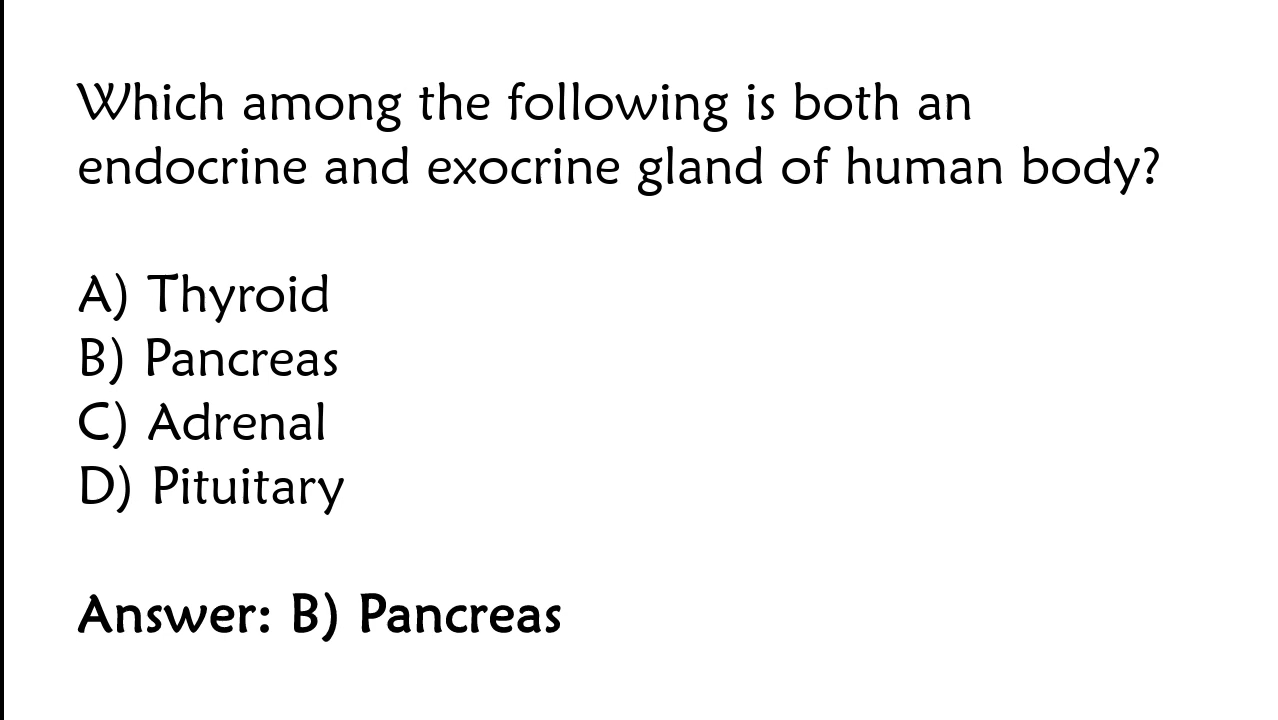 Which among the following is both an
endocrine and exocrine gland of human body?
A) Thyroid
B) Pancreas
C) Adrenal
D) Pituitary
Answer: B) Pancreas